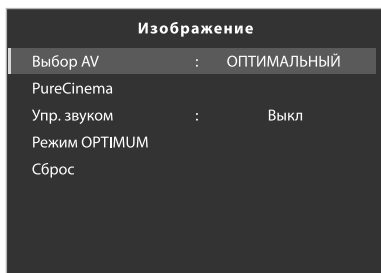 Изображение
Выбор AV : ОПТИМАЛЬНЫЙ
PureCinema
Упр. звуком : Выкл
Режим OPTIMUM
Сброс